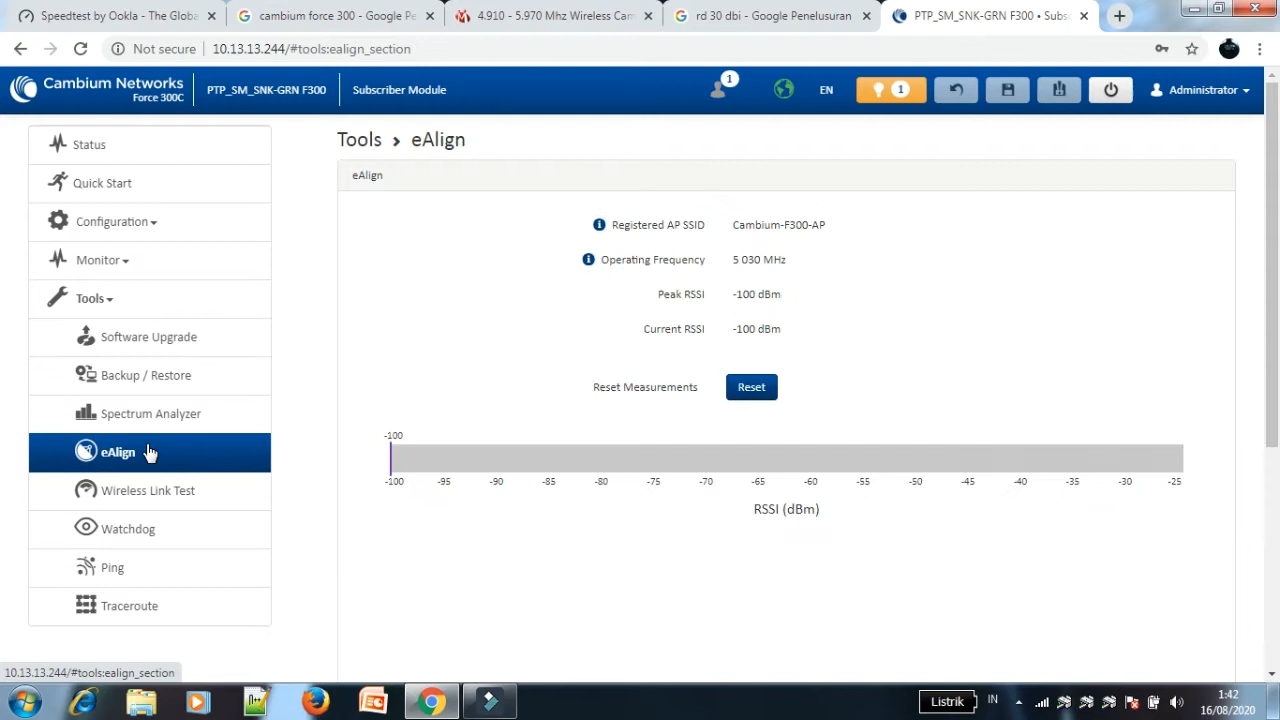 Speedtest by Ookla - The Globa
cambium force 300 - Google Pe
4.910 - 5.970 Mhz Wireless Cam
rd 30 dbi - Google Penelusuran
PTP_SM_SNK-GRN F300 • Subs
Not secure
10.13.13.244/#tools:ealign_section
Cambium Networks
Force 300C
PTP_SM_SNK-GRN F300
Subscriber Module
1
EN
1
Administrator
Status
Quick Start
Configuration
Monitor
Tools
Software Upgrade
Backup / Restore
Spectrum Analyzer
eAlign
Wireless Link Test
Watchdog
Ping
Traceroute
Tools > eAlign
eAlign
Registered AP SSID Cambium-F300-AP
Operating Frequency 5 030 MHz
Peak RSSI -100 dBm
Current RSSI -100 dBm
Reset Measurements Reset
-100
-100 -95 -90 -85 -80 -75 -70 -65 -60 -55 -50 -45 -40 -35 -30 -25
RSSI (dBm)
10.13.13.244/#tools:ealign_section
Listrik
IN
1:42
16/08/2020